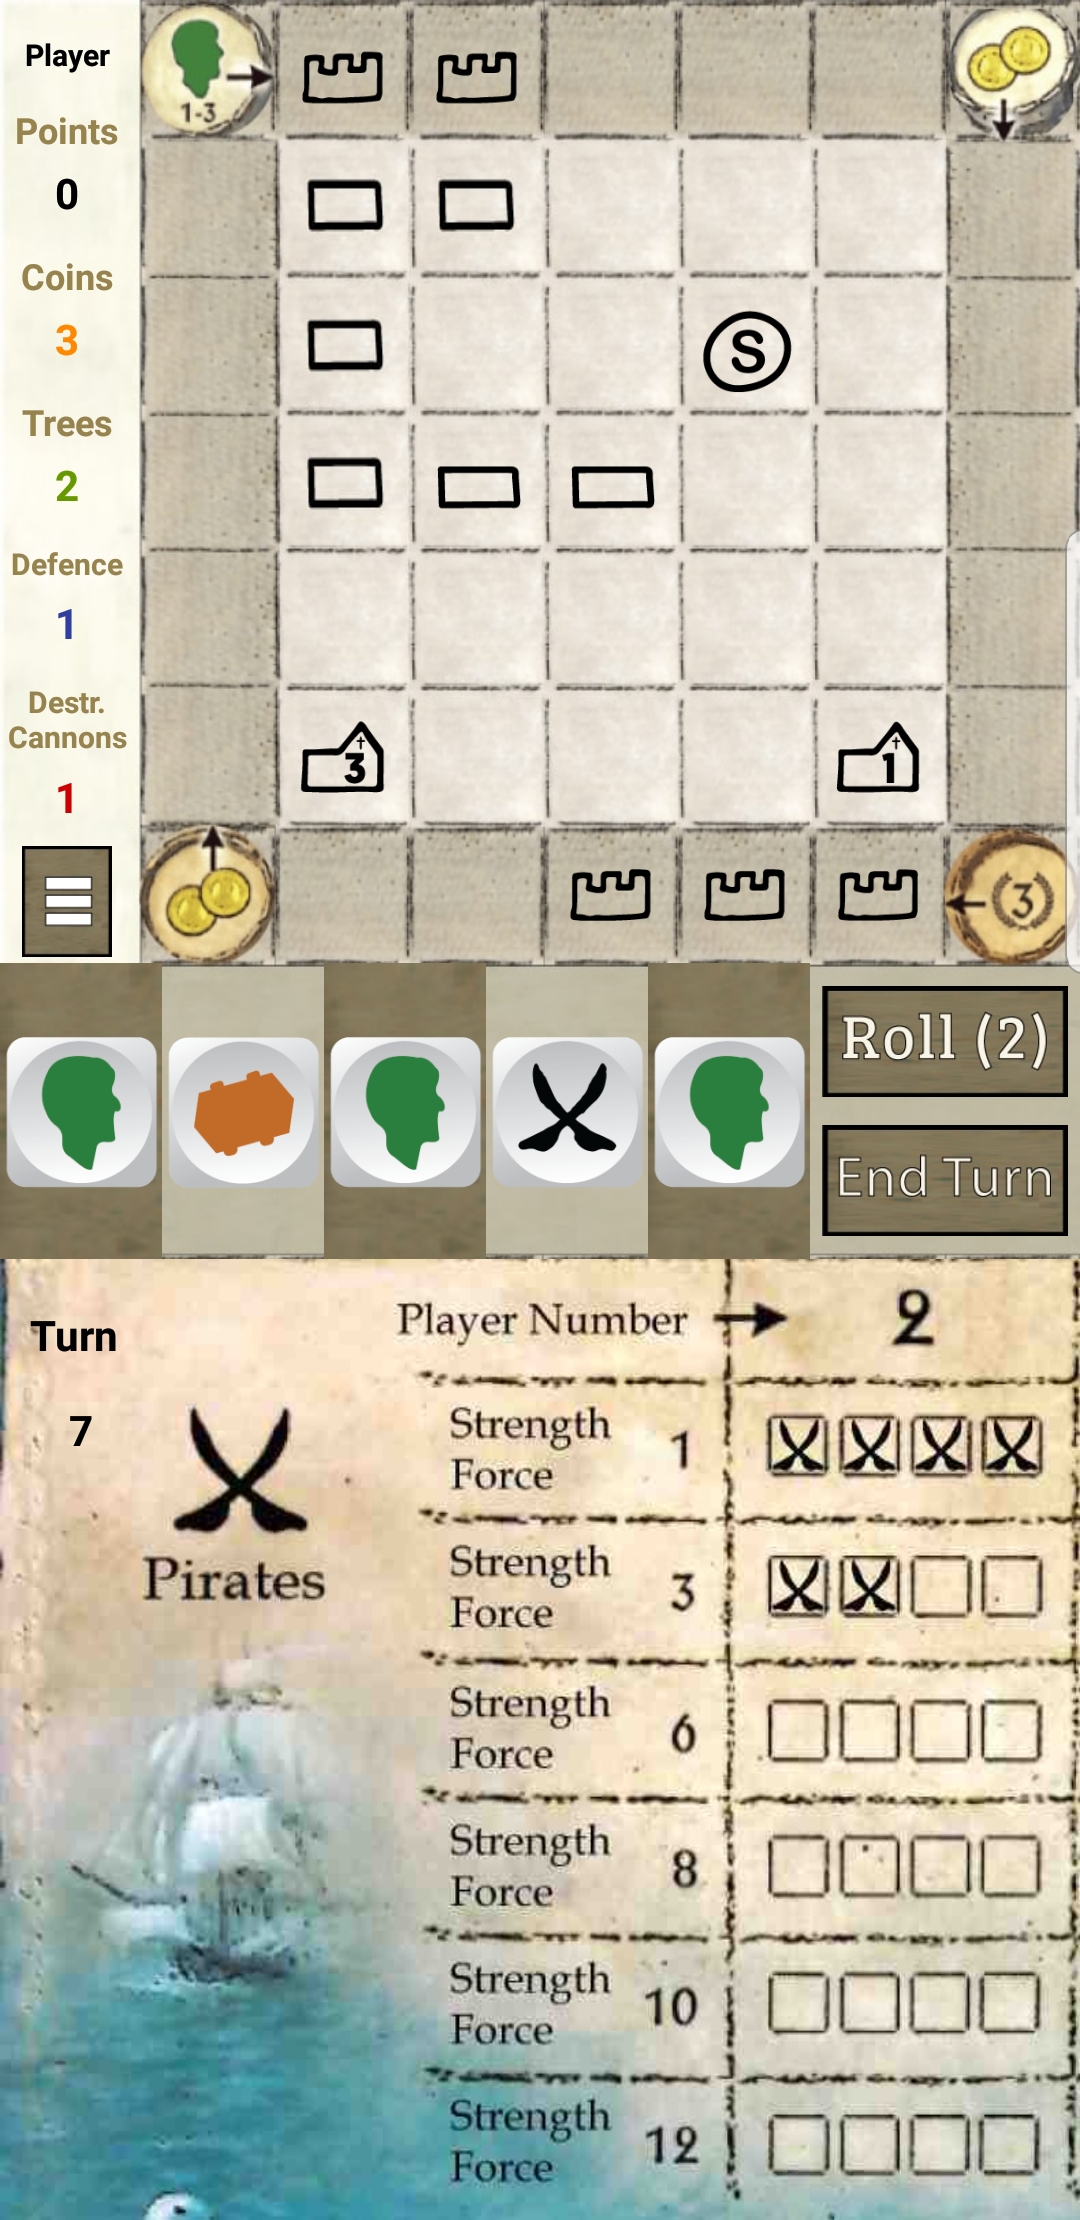 Player
Points
0
Coins
3
Trees
2
Defence
1
Destr.
Cannons
1
1-3
S
3
1
3
Roll (2)
End Turn
Turn
7
Pirates
Player Number
2
Strength
Force
1
Strength
Force
3
Strength
Force
6
Strength
Force
8
Strength
Force
10
Strength
Force
12